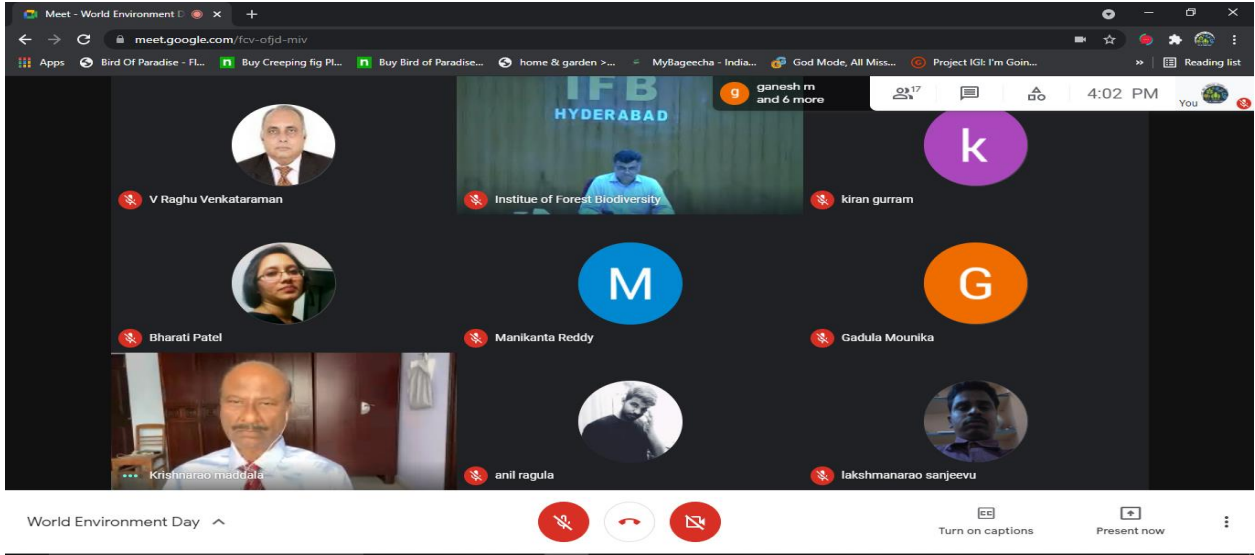 Meet - World Environment D
meet.google.com/fcv-ofjd-miv
Apps Bird Of Paradise - Fl... Buy Creeping fig Pl... Buy Bird of Paradise... home & garden >... MyBageecha - India... God Mode, All Miss... Project IGI: I'm Goin... » Reading list
g ganesh m
and 6 more
17
4:02 PM
You
IFB
HYDERABAD
k
V Raghu Venkataraman
Institue of Forest Biodiversity
kiran gurram
M
G
Bharati Patel
Manikanta Reddy
Gadula Mounika
Krishnarao maddala
anil ragula
lakshmanarao sanjeevu
World Environment Day
CC
Turn on captions
Present now